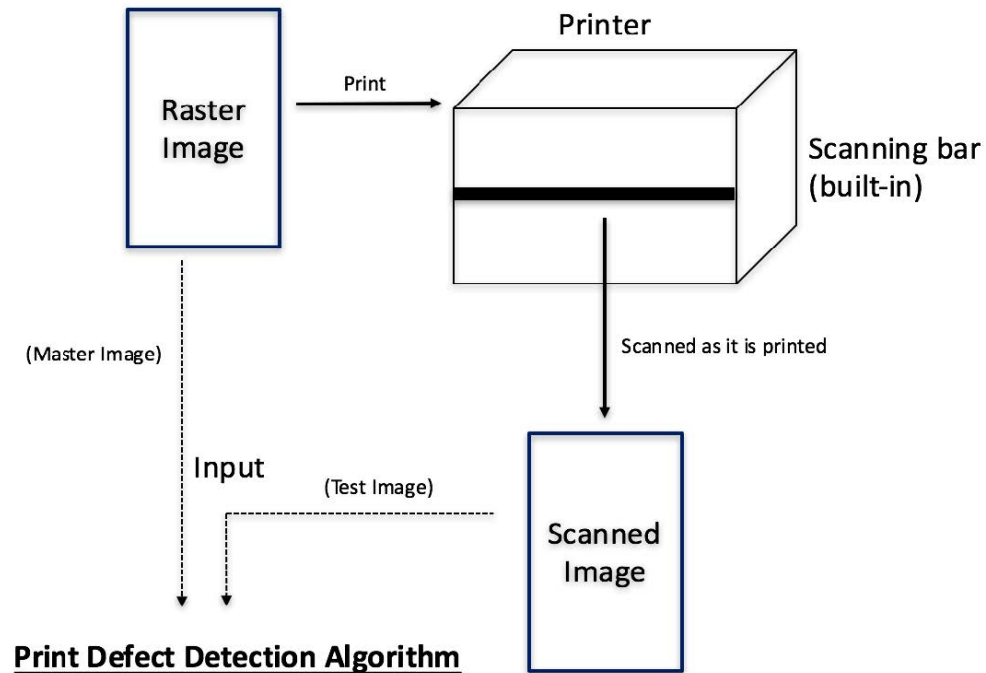 Printer
Print
Raster
Image
Scanning bar
(built-in)
(Master Image)
Scanned as it is printed
Input
(Test Image)
Scanned
Image
Print Defect Detection Algorithm